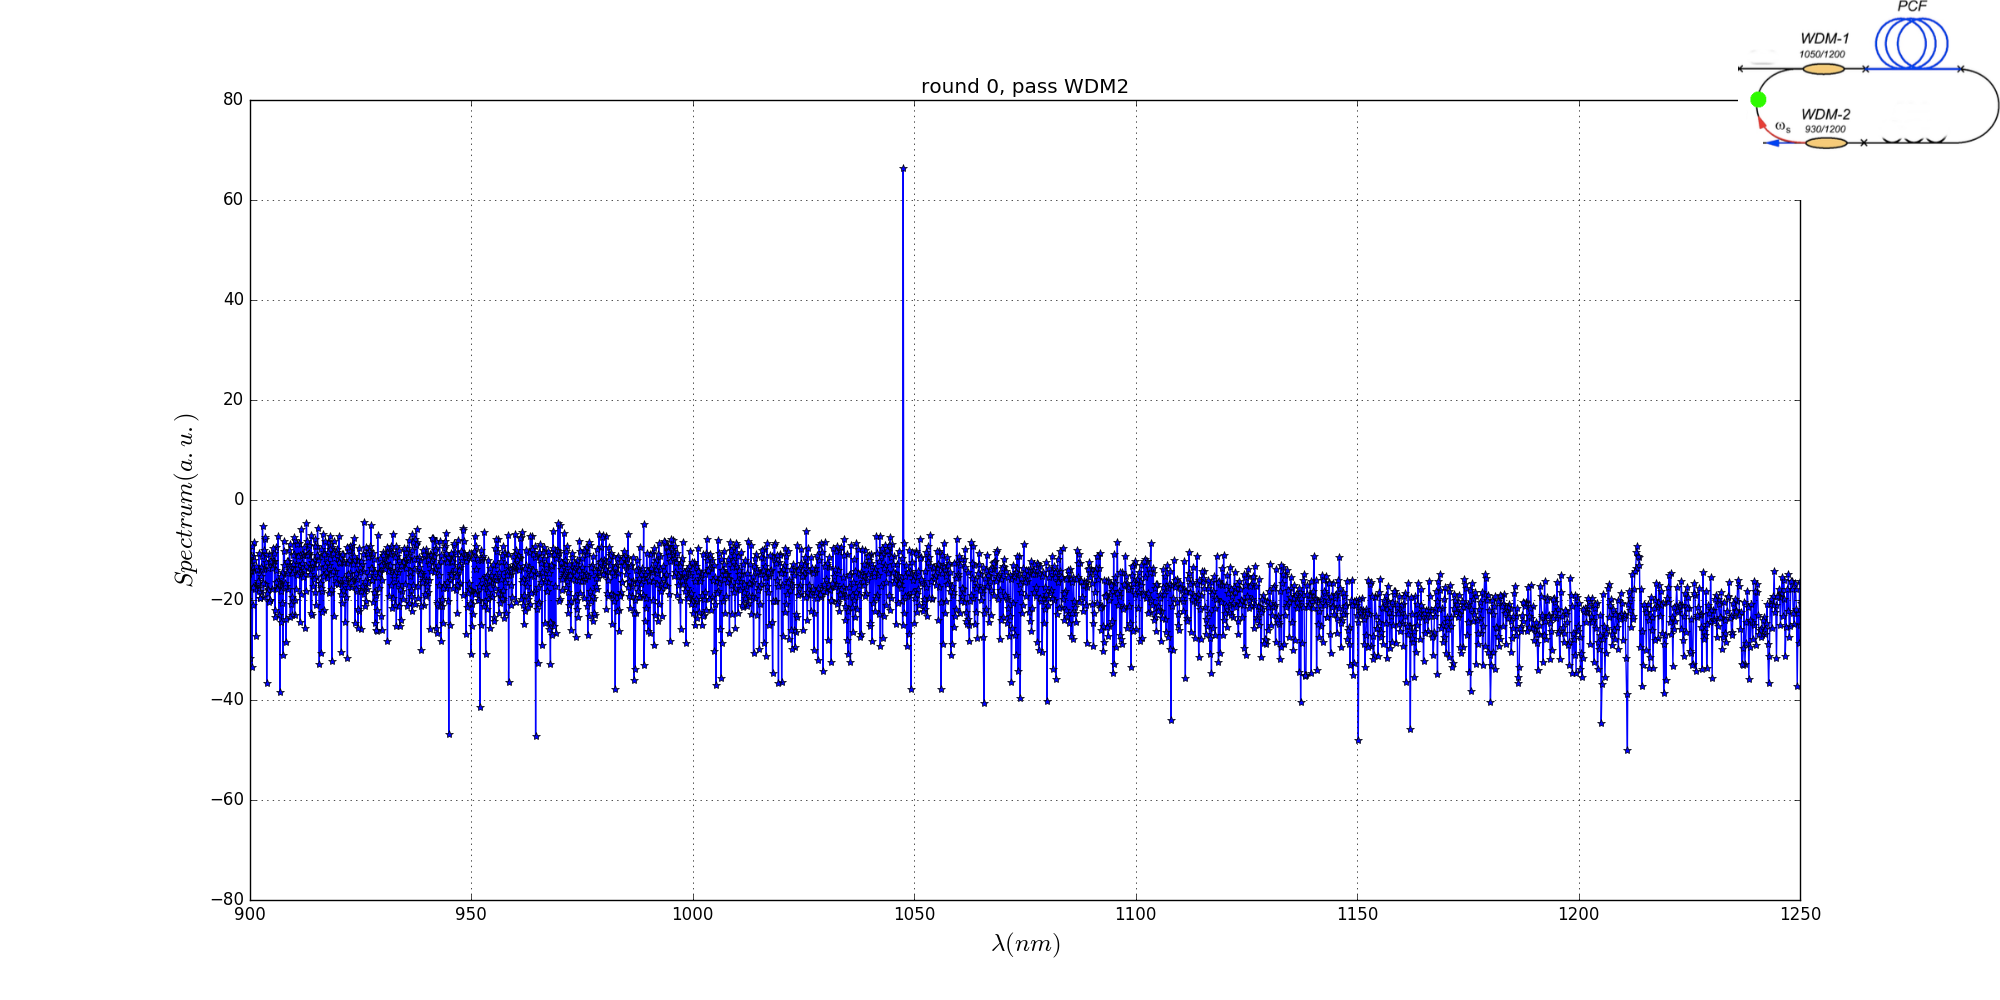 round 0, pass WDM2
PCF
WDM-1
1050/1200
WDM-2
930/1200
ωs
80
60
40
20
0
−20
−40
−60
−80
Spectrum(a.u.)
900 950 1000 1050 1100 1150 1200 1250
λ(nm)